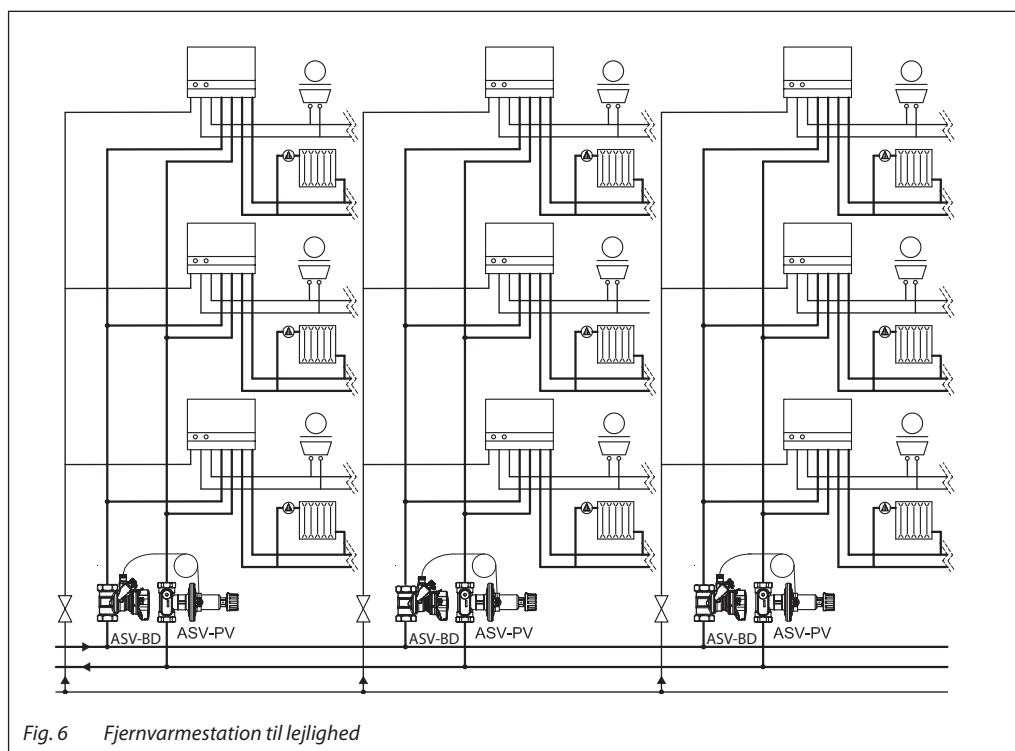 ASV-BD ASV-PV ASV-BD ASV-PV ASV-BD ASV-PV
Fig. 6 Fjernvarmestation til lejlighed